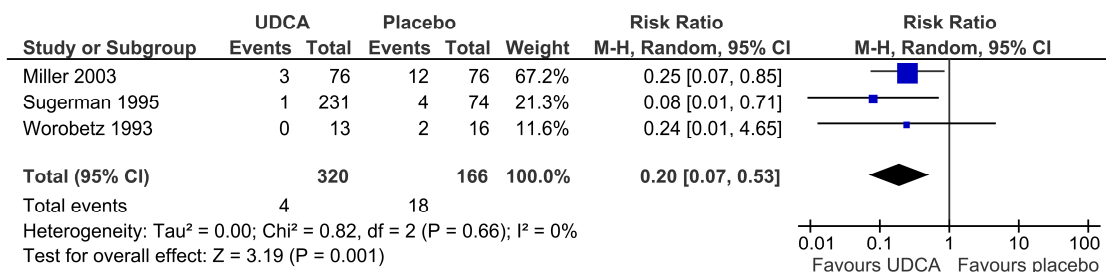 UDCA Placebo Risk Ratio Risk Ratio
Study or Subgroup Events Total Events Total Weight M-H, Random, 95% CI M-H, Random, 95% CI
Miller 2003 3 76 12 76 67.2% 0.25 [0.07, 0.85]
Sugerman 1995 1 231 4 74 21.3% 0.08 [0.01, 0.71]
Worobetz 1993 0 13 2 16 11.6% 0.24 [0.01, 4.65]
Total (95% CI) 320 166 100.0% 0.20 [0.07, 0.53]
Total events 4 18
Heterogeneity: Tau² = 0.00; Chi² = 0.82, df = 2 (P = 0.66); I² = 0%
Test for overall effect: Z = 3.19 (P = 0.001)
0.01 0.1 1 10 100
Favours UDCA Favours placebo